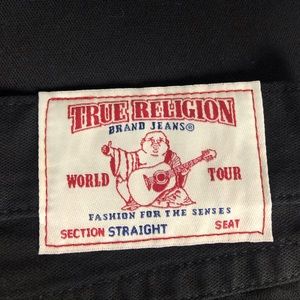 TRUE RELIGION
BRAND JEANS®
WORLD TOUR
FASHION FOR THE SENSES
SECTION STRAIGHT SEAT